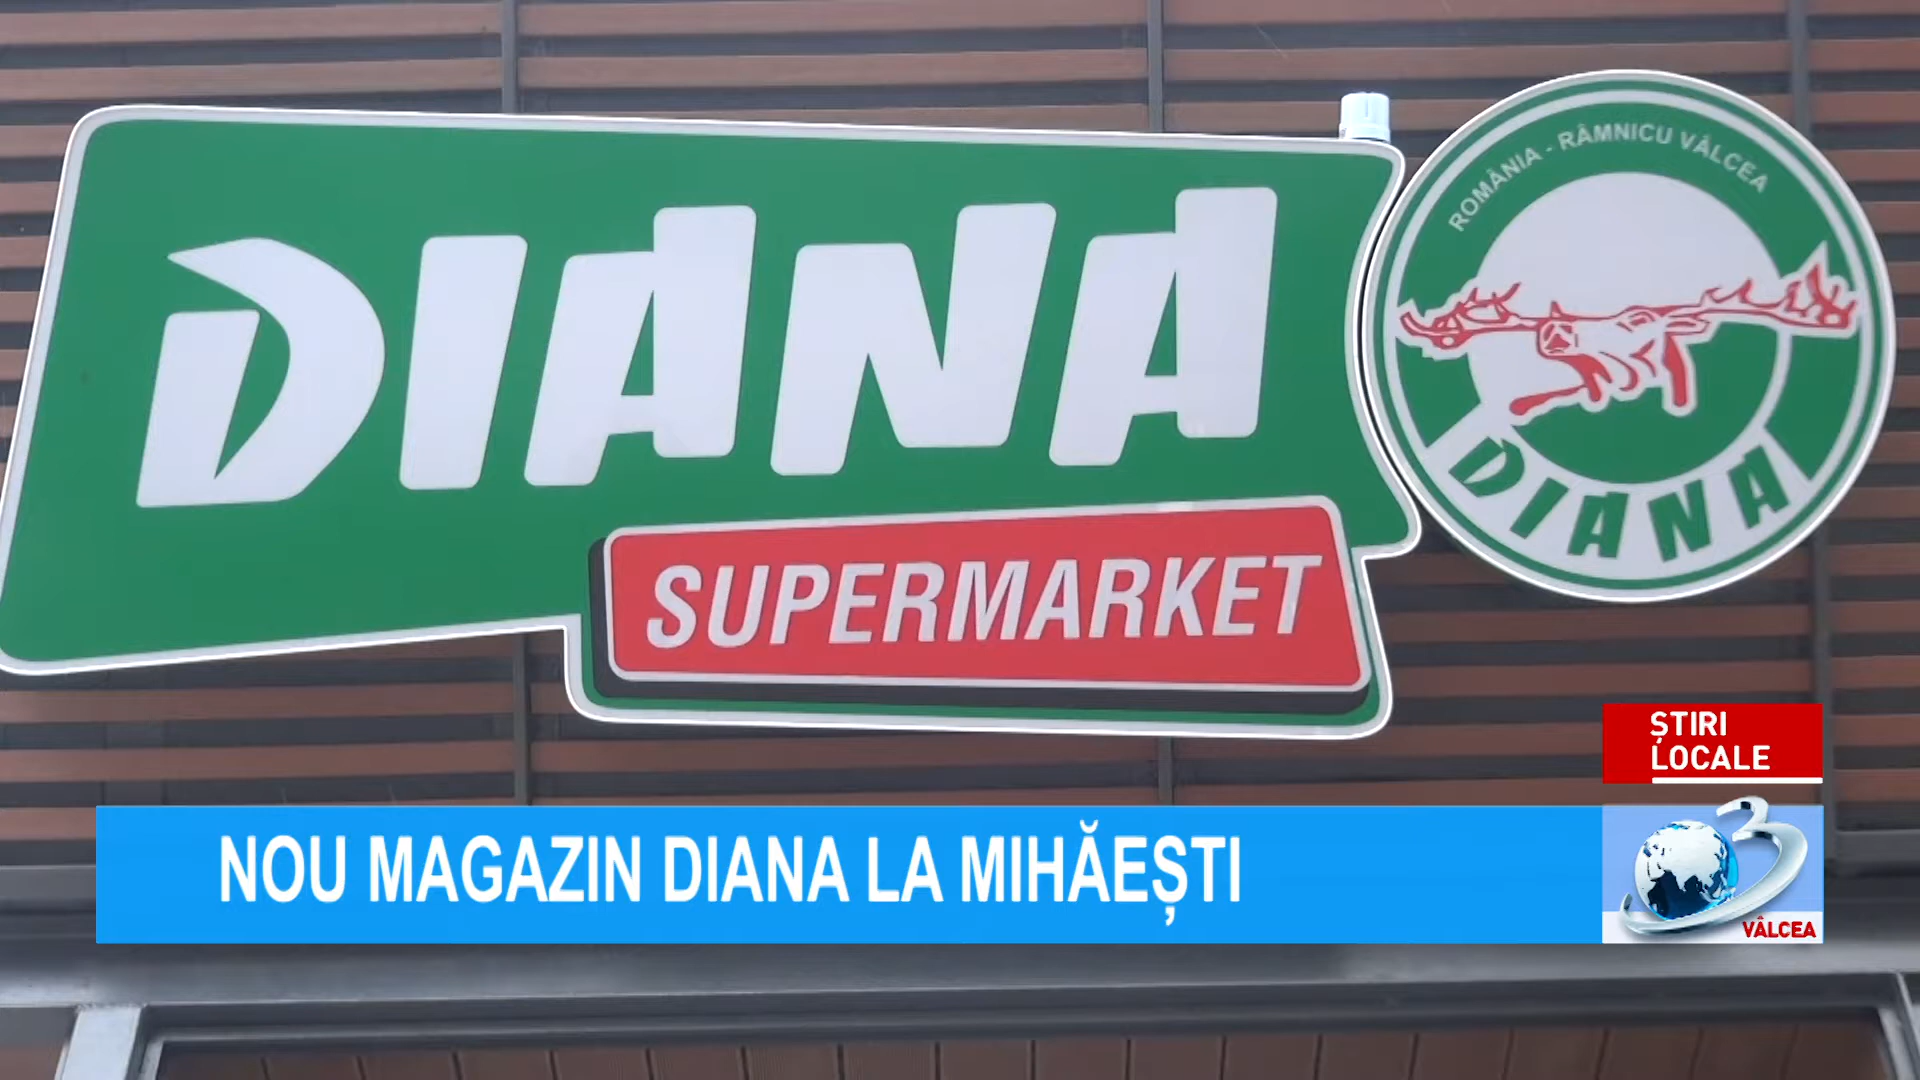 DIANA
SUPERMARKET
ROMÂNIA - RÂMNICU VÂLCEA
DIANA
ȘTIRI
LOCALE
NOU MAGAZIN DIANA LA MIHĂEȘTI
3
VÂLCEA